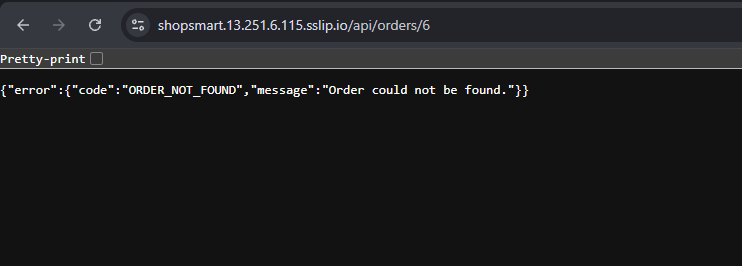 shopsmart.13.251.6.115.sslip.io/api/orders/6
Pretty-print
{"error":{"code":"ORDER_NOT_FOUND","message":"Order could not be found."}}